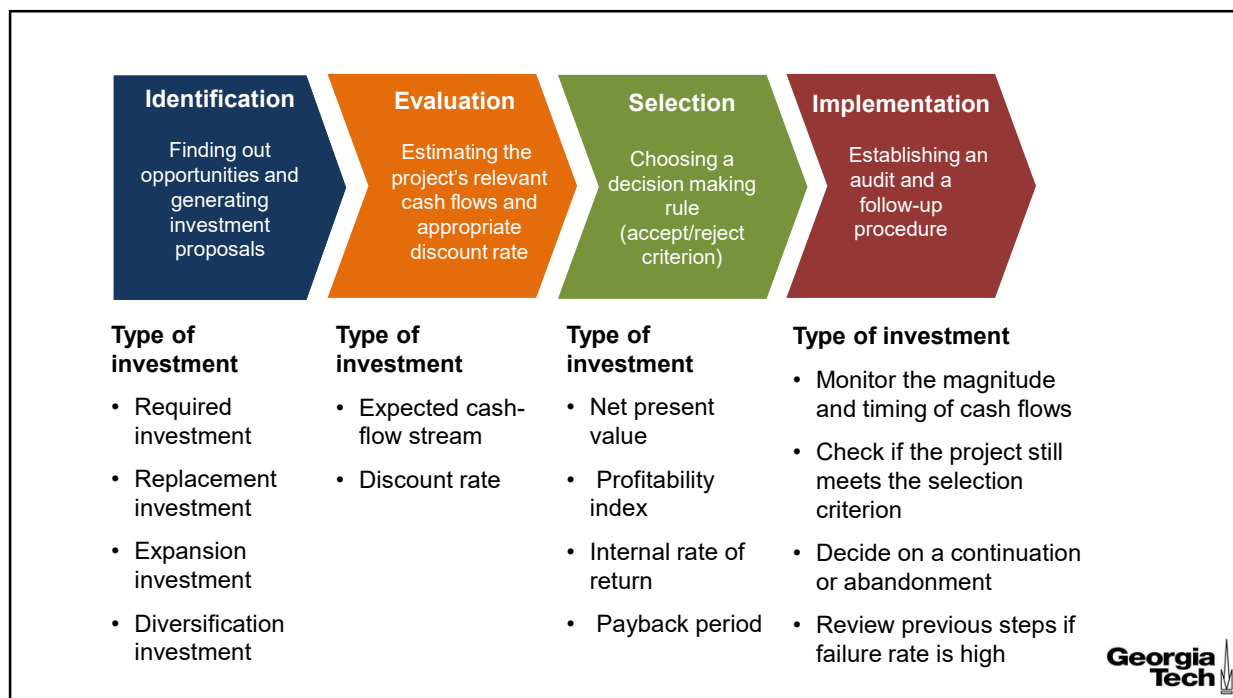 Identification
Finding out
opportunities and
generating
investment
proposals
Evaluation
Estimating the
project's relevant
cash flows and
appropriate
discount rate
Selection
Choosing a
decision making
rule
(accept/reject
criterion)
Implementation
Establishing an
audit and a
follow-up
procedure
Type of
investment
• Required
investment
• Replacement
investment
• Expansion
investment
• Diversification
investment
Type of
investment
• Expected cash-
flow stream
• Discount rate
Type of
investment
• Net present
value
• Profitability
index
• Internal rate of
return
• Payback period
Type of investment
• Monitor the magnitude
and timing of cash flows
• Check if the project still
meets the selection
criterion
• Decide on a continuation
or abandonment
• Review previous steps if
failure rate is high
Georgia
Tech